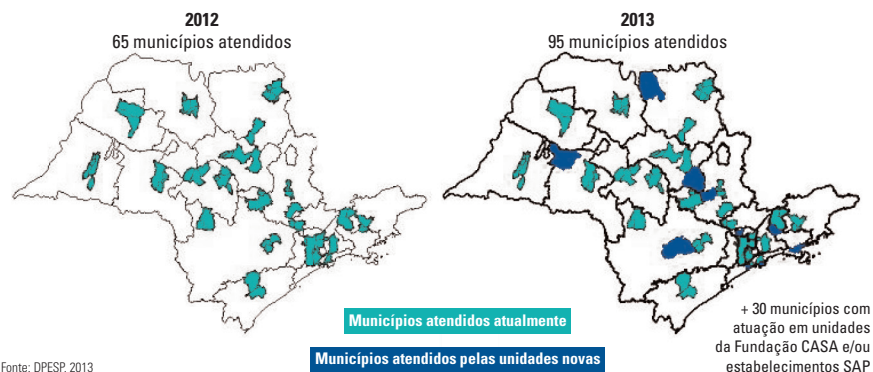 2012
65 municípios atendidos
2013
95 municípios atendidos
Municípios atendidos atualmente
Municípios atendidos pelas unidades novas
+ 30 municípios com
atuação em unidades
da Fundação CASA e/ou
estabelecimentos SAP
Fonte: DPESP, 2013